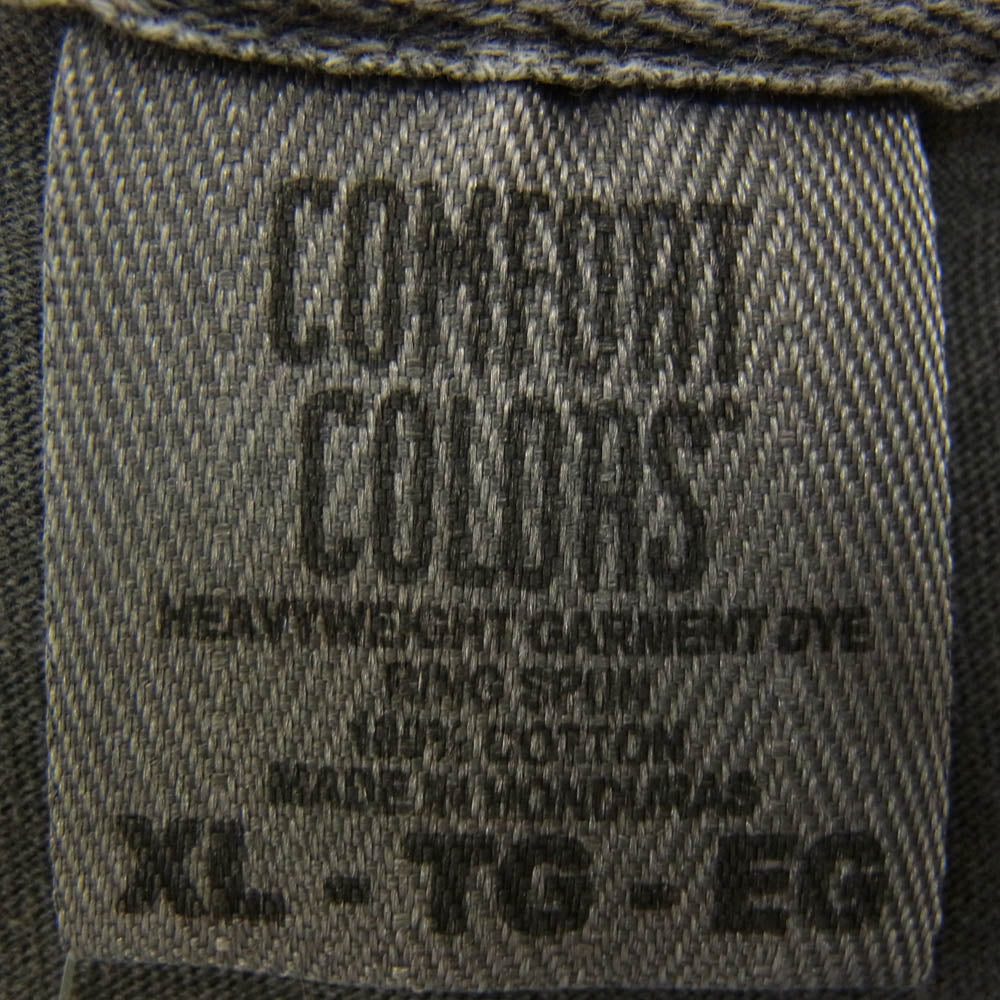 COMFORT
COLORS®
HEAVYWEIGHT GARMENT DYE
RING SPUN
100% COTTON
MADE IN HONDURAS
XL - TG - EG